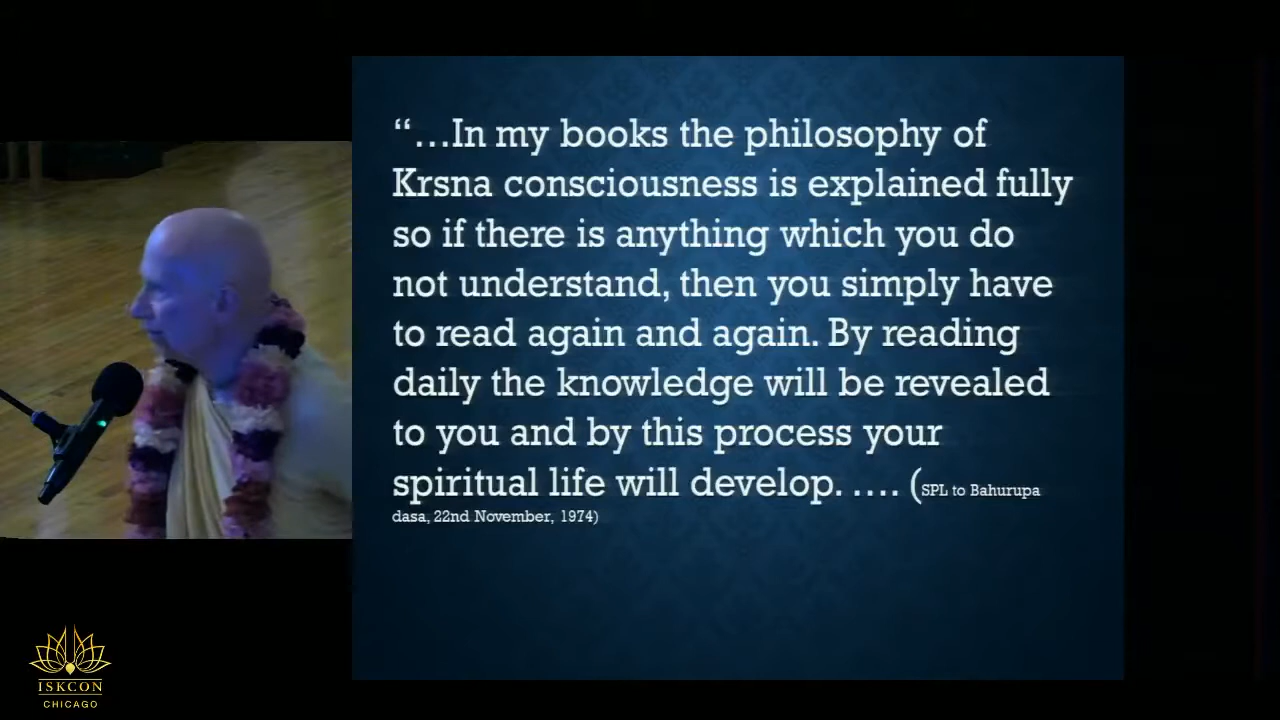 “…In my books the philosophy of
Krsna consciousness is explained fully
so if there is anything which you do
not understand, then you simply have
to read again and again. By reading
daily the knowledge will be revealed
to you and by this process your
spiritual life will develop. …. (SPL to Bahurupa
dasa, 22nd November, 1974)
ISKCON
CHICAGO